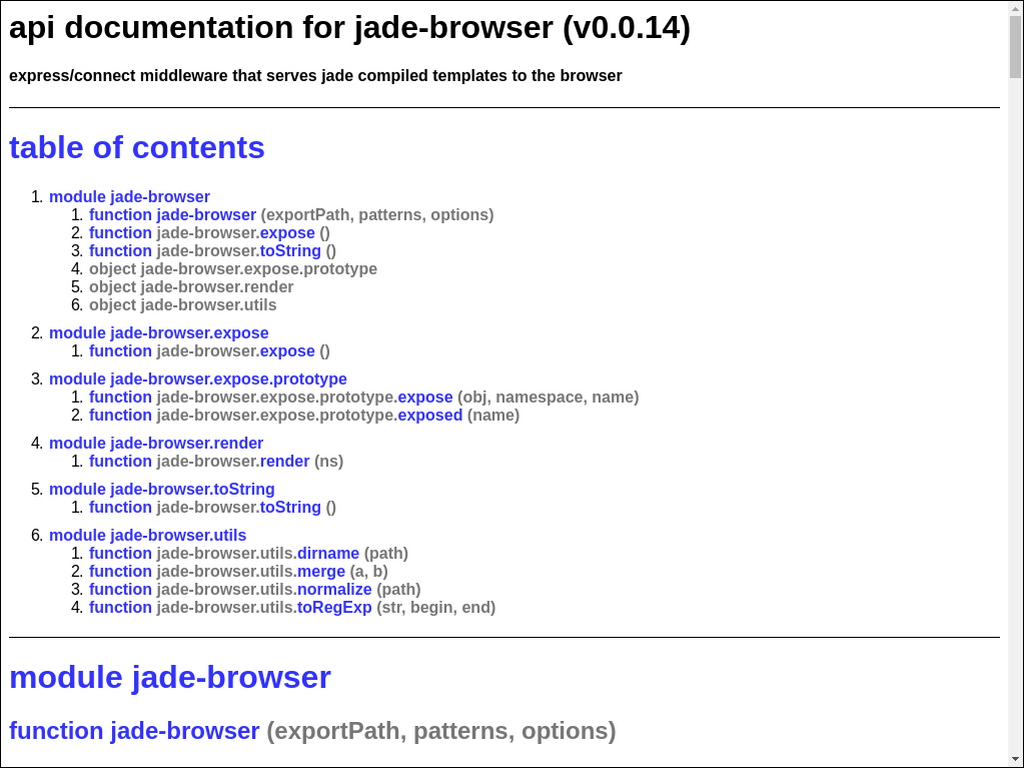 api documentation for jade-browser (v0.0.14)
express/connect middleware that serves jade compiled templates to the browser
table of contents
1. module jade-browser
1. function jade-browser (exportPath, patterns, options)
2. function jade-browser.expose ()
3. function jade-browser.toString ()
4. object jade-browser.expose.prototype
5. object jade-browser.render
6. object jade-browser.utils
2. module jade-browser.expose
1. function jade-browser.expose ()
3. module jade-browser.expose.prototype
1. function jade-browser.expose.prototype.expose (obj, namespace, name)
2. function jade-browser.expose.prototype.exposed (name)
4. module jade-browser.render
1. function jade-browser.render (ns)
5. module jade-browser.toString
1. function jade-browser.toString ()
6. module jade-browser.utils
1. function jade-browser.utils.dirname (path)
2. function jade-browser.utils.merge (a, b)
3. function jade-browser.utils.normalize (path)
4. function jade-browser.utils.toRegExp (str, begin, end)
module jade-browser
function jade-browser (exportPath, patterns, options)